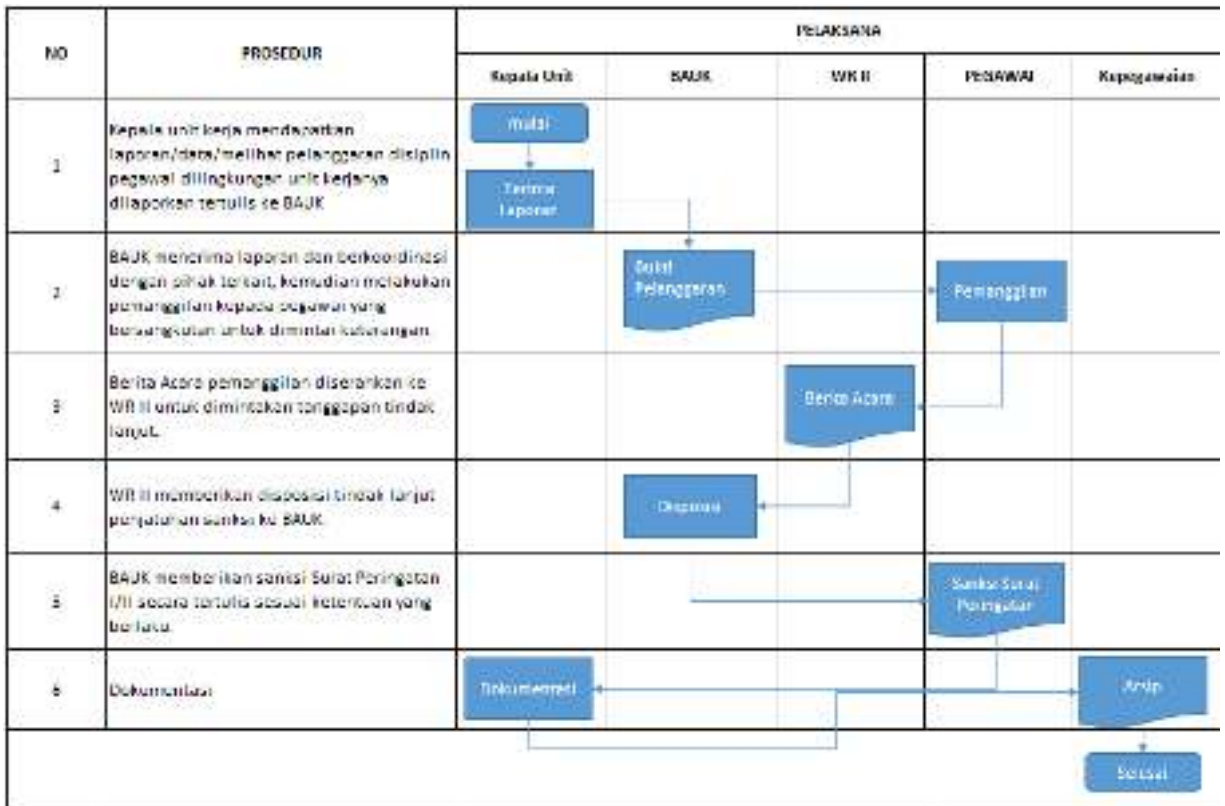 NO
PROSEDUR
PELAKSANA
Kepala Unit
BAUK
WR II
PEGAWAI
Kepegawaian
1
Kepala unit kerja mendapatkan
laporan/data/melihat pelanggaran disiplin
pegawai dilingkungan unit kerjanya
dilaporkan tertulis ke BAUK
mulai
Terima
Laporan
2
BAUK menerima laporan dan berkoordinasi
dengan pihak terkait, kemudian melakukan
pemanggilan kepada pegawai yang
bersangkutan untuk dimintai keterangan.
Bukti
Pelanggaran
Pemanggilan
3
Berita Acara pemanggilan diserahkan ke
WR II untuk dimintakan tanggapan tindak
lanjut.
Berita Acara
4
WR II memberikan disposisi tindak lanjut
penjatuhan sanksi ke BAUK
Disposisi
5
BAUK memberikan sanksi Surat Peringatan
I/II secara tertulis sesuai ketentuan yang
berlaku.
Sanksi Surat
Peringatan
6
Dokumentasi
Dokumentasi
Arsip
Selesai